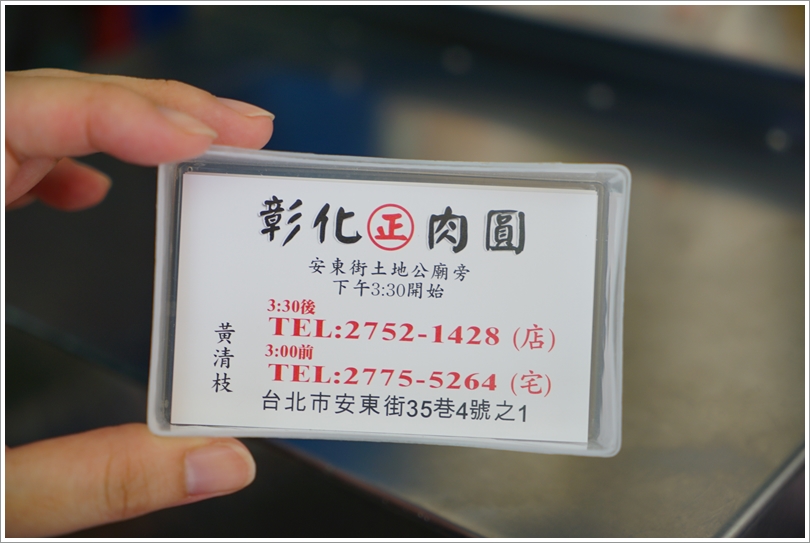 彰化正肉圓
安東街土地公廟旁
下午3:30開始
3:30後
TEL:2752-1428 (店)
3:00前
TEL:2775-5264 (宅)
黃清枝
台北市安東街35巷4號之1